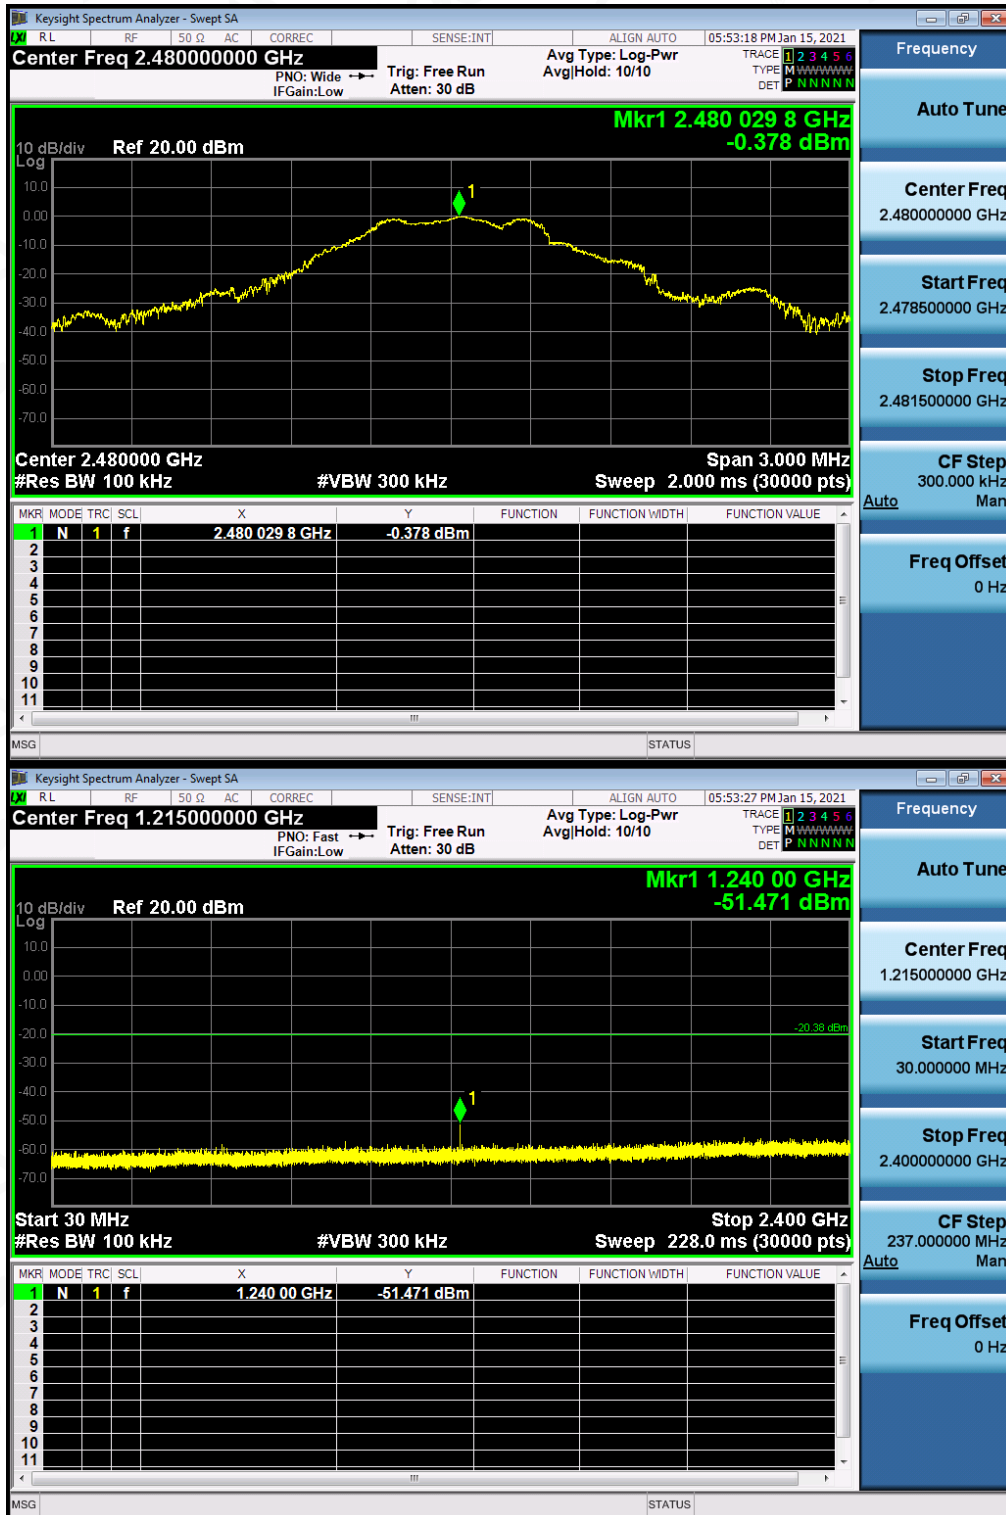 Keysight Spectrum Analyzer - Swept SA
LXI RL RF 50 Ω AC CORREC SENSE:INT ALIGN AUTO 05:53:18 PM Jan 15, 2021
Center Freq 2.480000000 GHz Avg Type: Log-Pwr TRACE 1 2 3 4 5 6
PNO: Wide Trig: Free Run Avg|Hold: 10/10 TYPE M WWWWW
IFGain:Low Atten: 30 dB DET P N N N N N
Mkr1 2.480 029 8 GHz
-0.378 dBm
10 dB/div Ref 20.00 dBm
Log
10.0
0.00
-10.0
-20.0
-30.0
-40.0
-50.0
-60.0
-70.0
1
Center 2.480000 GHz Span 3.000 MHz
#Res BW 100 kHz #VBW 300 kHz Sweep 2.000 ms (30000 pts)
MKR MODE TRC SCL X Y FUNCTION FUNCTION WIDTH FUNCTION VALUE
1 N 1 f 2.480 029 8 GHz -0.378 dBm
2
3
4
5
6
7
8
9
10
11
MSG STATUS
Frequency
Auto Tune
Center Freq
2.480000000 GHz
Start Freq
2.478500000 GHz
Stop Freq
2.481500000 GHz
CF Step
300.000 kHz
Auto Man
Freq Offset
0 Hz
Keysight Spectrum Analyzer - Swept SA
LXI RL RF 50 Ω AC CORREC SENSE:INT ALIGN AUTO 05:53:27 PM Jan 15, 2021
Center Freq 1.215000000 GHz Avg Type: Log-Pwr TRACE 1 2 3 4 5 6
PNO: Fast Trig: Free Run Avg|Hold: 10/10 TYPE M WWWWW
IFGain:Low Atten: 30 dB DET P N N N N N
Mkr1 1.240 00 GHz
-51.471 dBm
10 dB/div Ref 20.00 dBm
Log
10.0
0.00
-10.0
-20.0
-30.0
-40.0
-50.0
-60.0
-70.0
-20.38 dBm
1
Start 30 MHz Stop 2.400 GHz
#Res BW 100 kHz #VBW 300 kHz Sweep 228.0 ms (30000 pts)
MKR MODE TRC SCL X Y FUNCTION FUNCTION WIDTH FUNCTION VALUE
1 N 1 f 1.240 00 GHz -51.471 dBm
2
3
4
5
6
7
8
9
10
11
MSG STATUS
Frequency
Auto Tune
Center Freq
1.215000000 GHz
Start Freq
30.000000 MHz
Stop Freq
2.400000000 GHz
CF Step
237.000000 MHz
Auto Man
Freq Offset
0 Hz